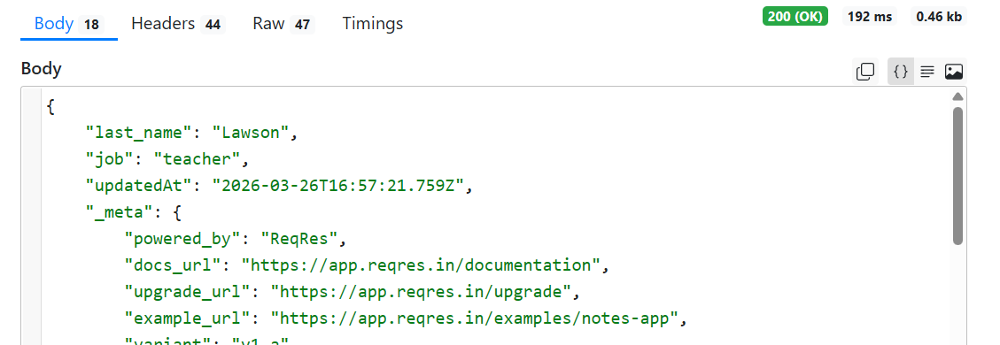 Body 18 Headers 44 Raw 47 Timings 200 (OK) 192 ms 0.46 kb
Body
{
    "last_name": "Lawson",
    "job": "teacher",
    "updatedAt": "2026-03-26T16:57:21.759Z",
    "_meta": {
        "powered_by": "ReqRes",
        "docs_url": "https://app.reqres.in/documentation",
        "upgrade_url": "https://app.reqres.in/upgrade",
        "example_url": "https://app.reqres.in/examples/notes-app",
        "variant": "v1_a"